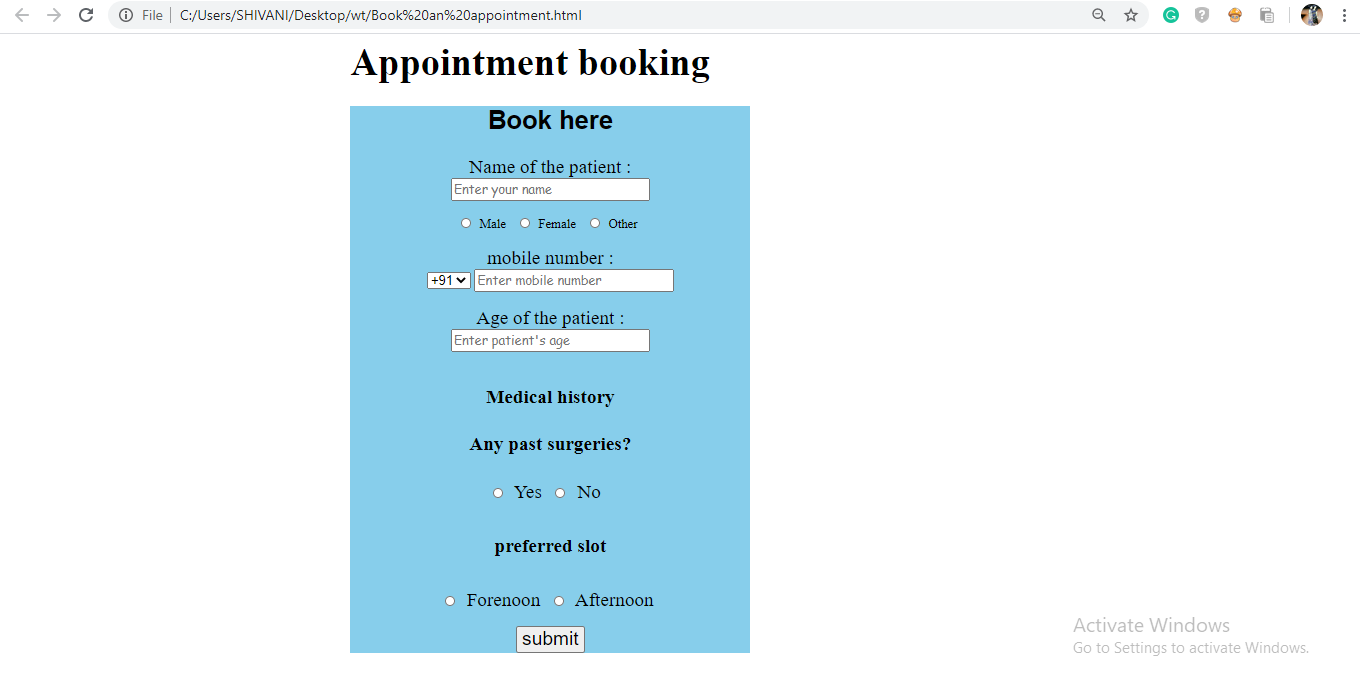 File C:/Users/SHIVANI/Desktop/wt/Book%20an%20appointment.html
Appointment booking
Book here
Name of the patient :
Enter your name
Male Female Other
mobile number :
+91 Enter mobile number
Age of the patient :
Enter patient's age
Medical history
Any past surgeries?
Yes No
preferred slot
Forenoon Afternoon
submit
Activate Windows
Go to Settings to activate Windows.